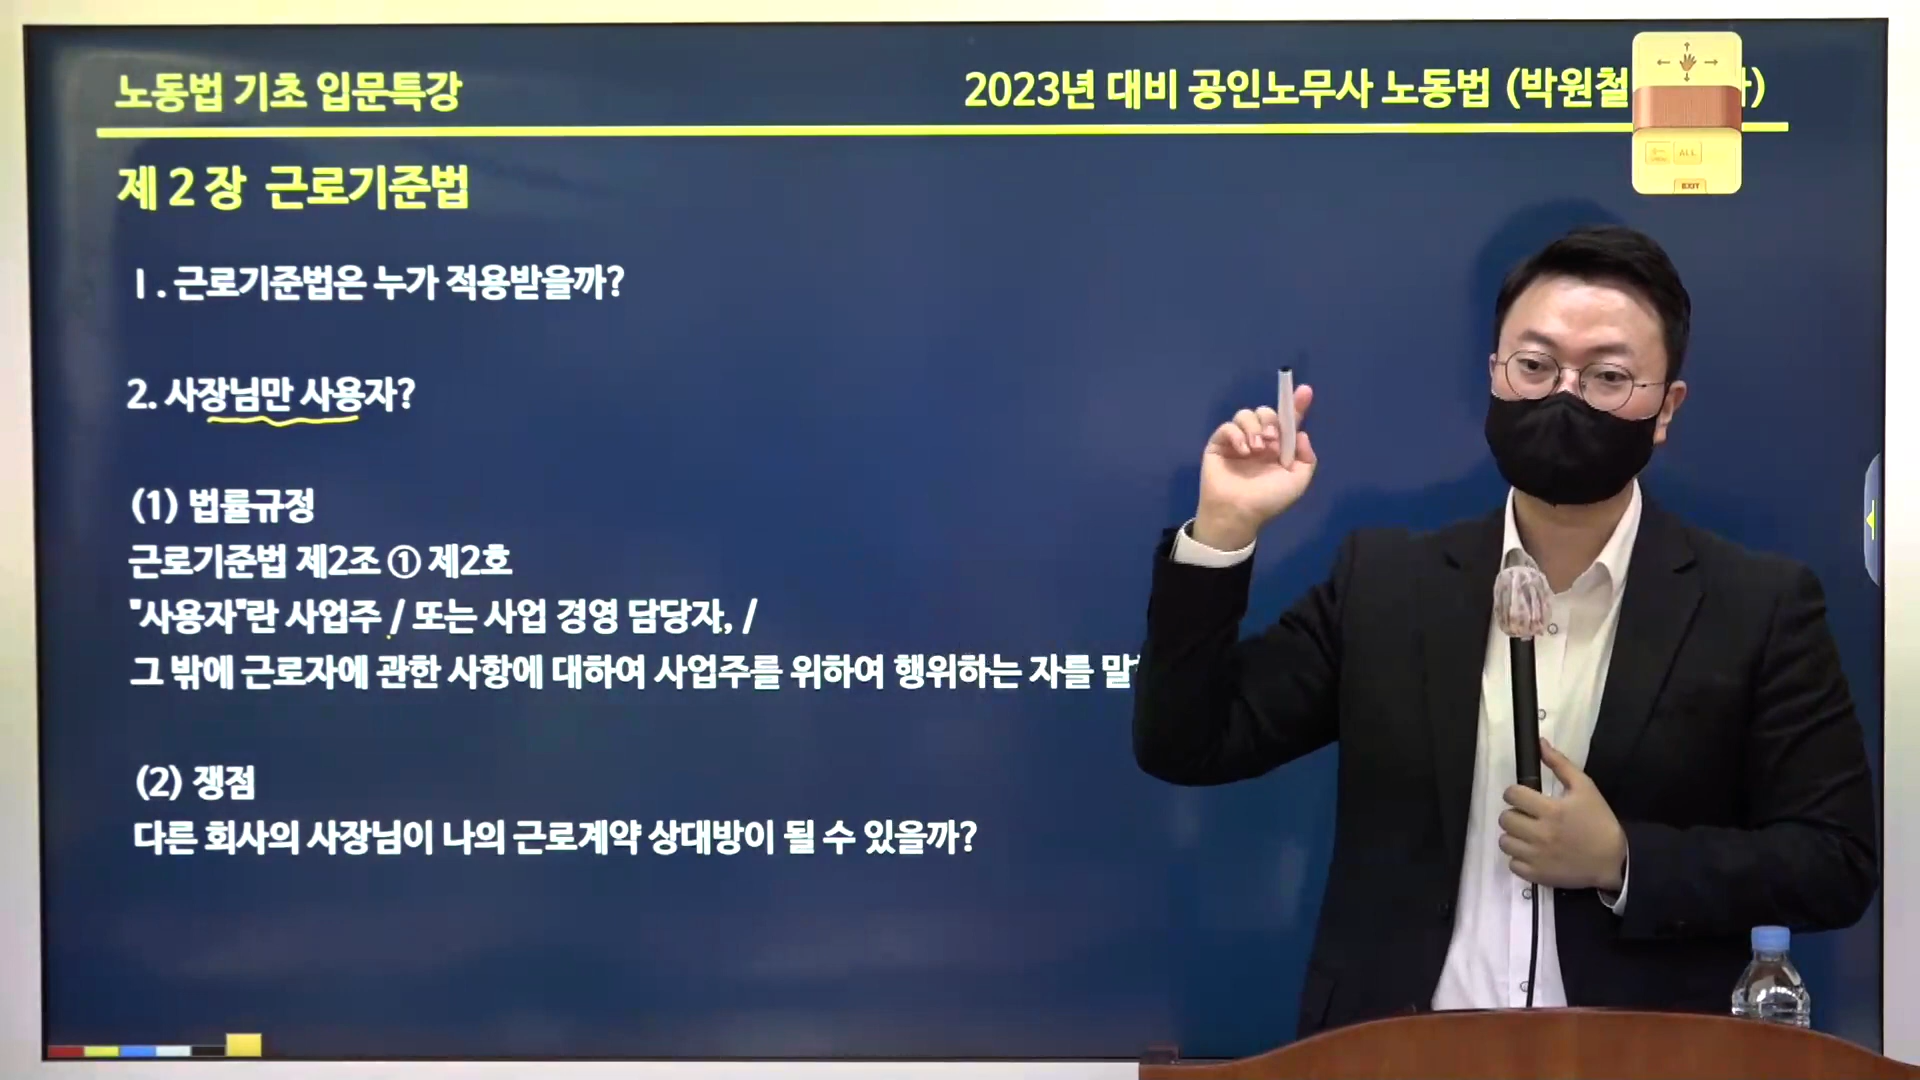 노동법 기초 입문특강
2023년 대비 공인노무사 노동법 (박원철
제 2 장 근로기준법
1. 근로기준법은 누가 적용받을까?
2. 사장님만 사용자?
(1) 법률규정
근로기준법 제2조 ① 제2호
"사용자"란 사업주 / 또는 사업 경영 담당자, /
그 밖에 근로자에 관한 사항에 대하여 사업주를 위하여 행위하는 자를 말
(2) 쟁점
다른 회사의 사장님이 나의 근로계약 상대방이 될 수 있을까?
ALL
EXIT